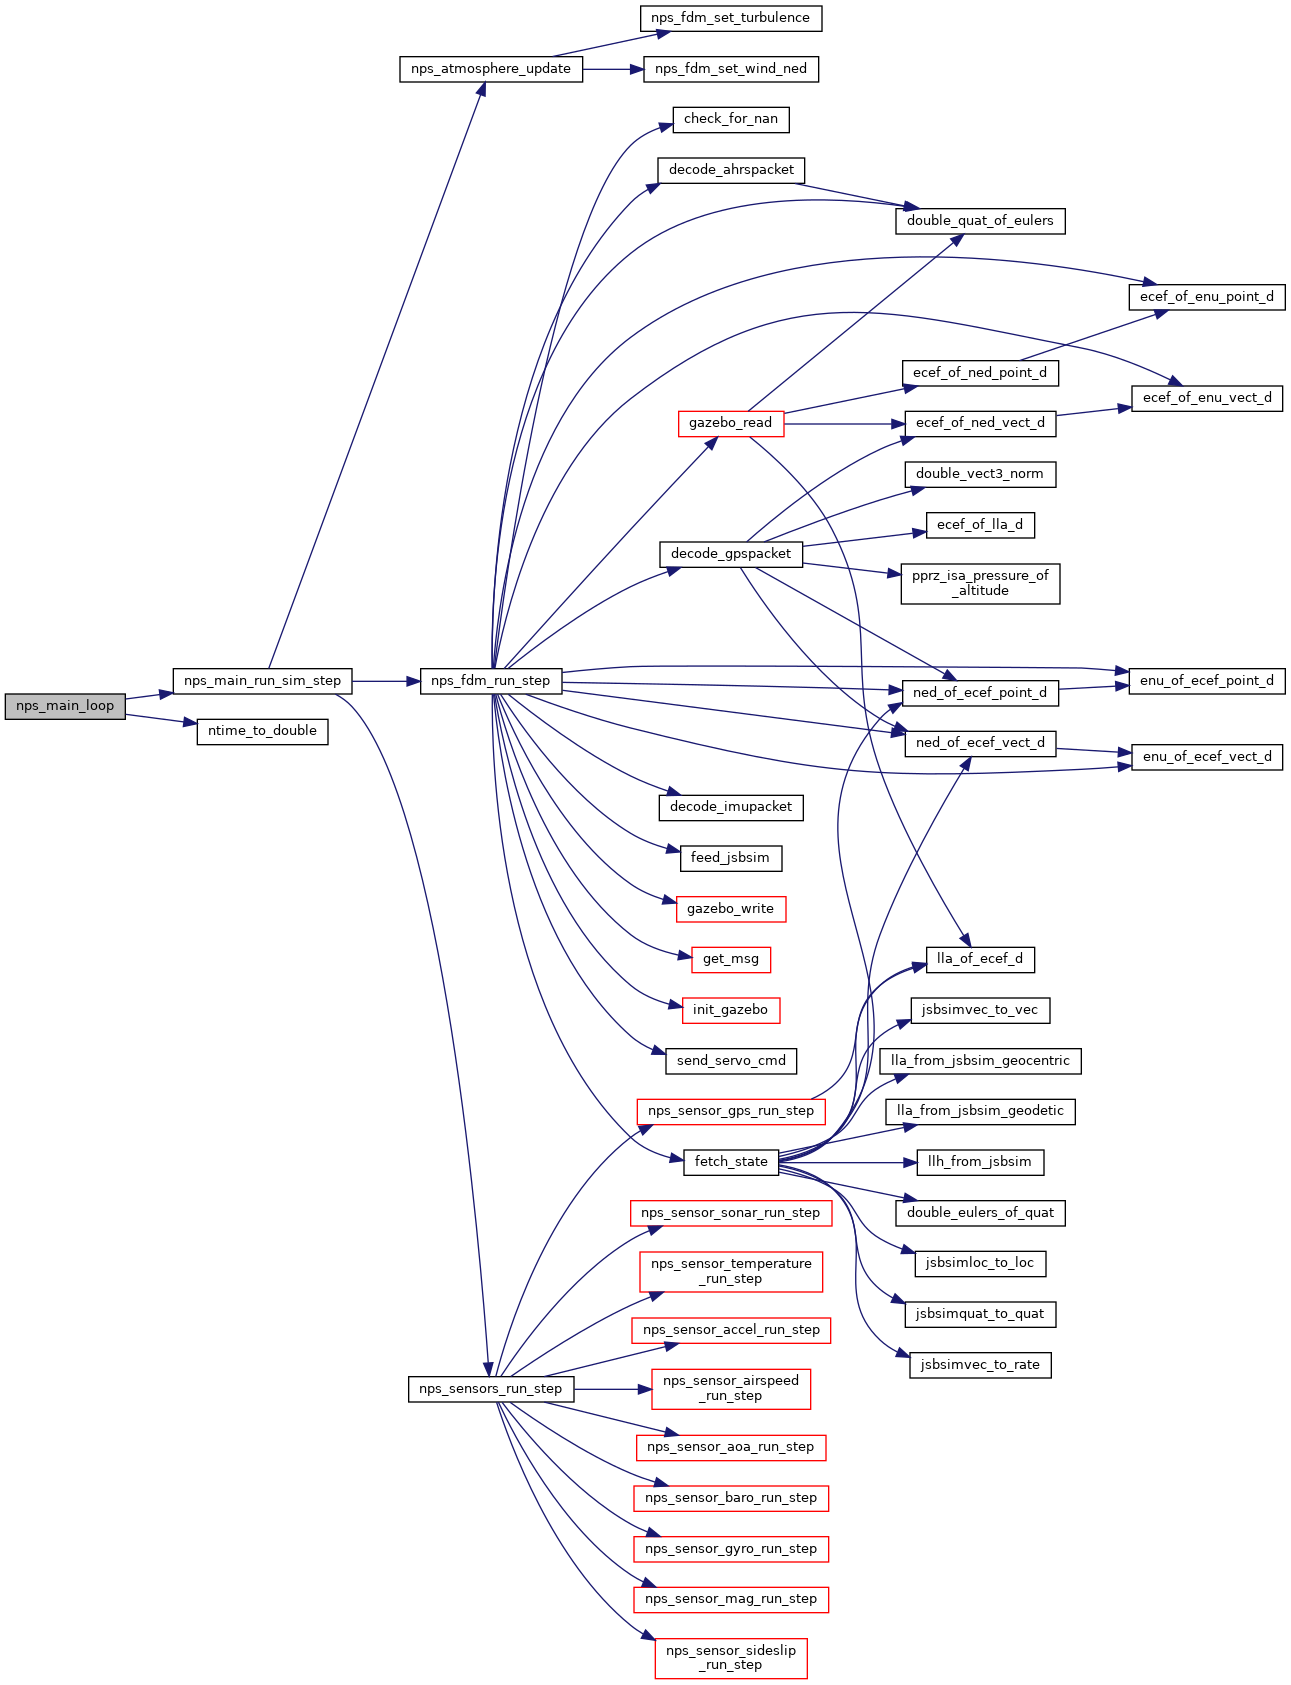 nps_fdm_set_turbulence
nps_atmosphere_update
nps_fdm_set_wind_ned
check_for_nan
decode_ahrspacket
double_quat_of_eulers
ecef_of_enu_point_d
ecef_of_ned_point_d
ecef_of_enu_vect_d
gazebo_read
ecef_of_ned_vect_d
double_vect3_norm
ecef_of_lla_d
decode_gpspacket
pprz_isa_pressure_of
_altitude
nps_main_run_sim_step
nps_fdm_run_step
enu_of_ecef_point_d
ned_of_ecef_point_d
nps_main_loop
ntime_to_double
ned_of_ecef_vect_d
enu_of_ecef_vect_d
decode_imupacket
feed_jsbsim
gazebo_write
get_msg
lla_of_ecef_d
init_gazebo
jsbsimvec_to_vec
send_servo_cmd
lla_from_jsbsim_geocentric
nps_sensor_gps_run_step
lla_from_jsbsim_geodetic
fetch_state
llh_from_jsbsim
nps_sensor_sonar_run_step
double_eulers_of_quat
nps_sensor_temperature
_run_step
jsbsimloc_to_loc
jsbsimquat_to_quat
nps_sensor_accel_run_step
jsbsimvec_to_rate
nps_sensors_run_step
nps_sensor_airspeed
_run_step
nps_sensor_aoa_run_step
nps_sensor_baro_run_step
nps_sensor_gyro_run_step
nps_sensor_mag_run_step
nps_sensor_sideslip
_run_step